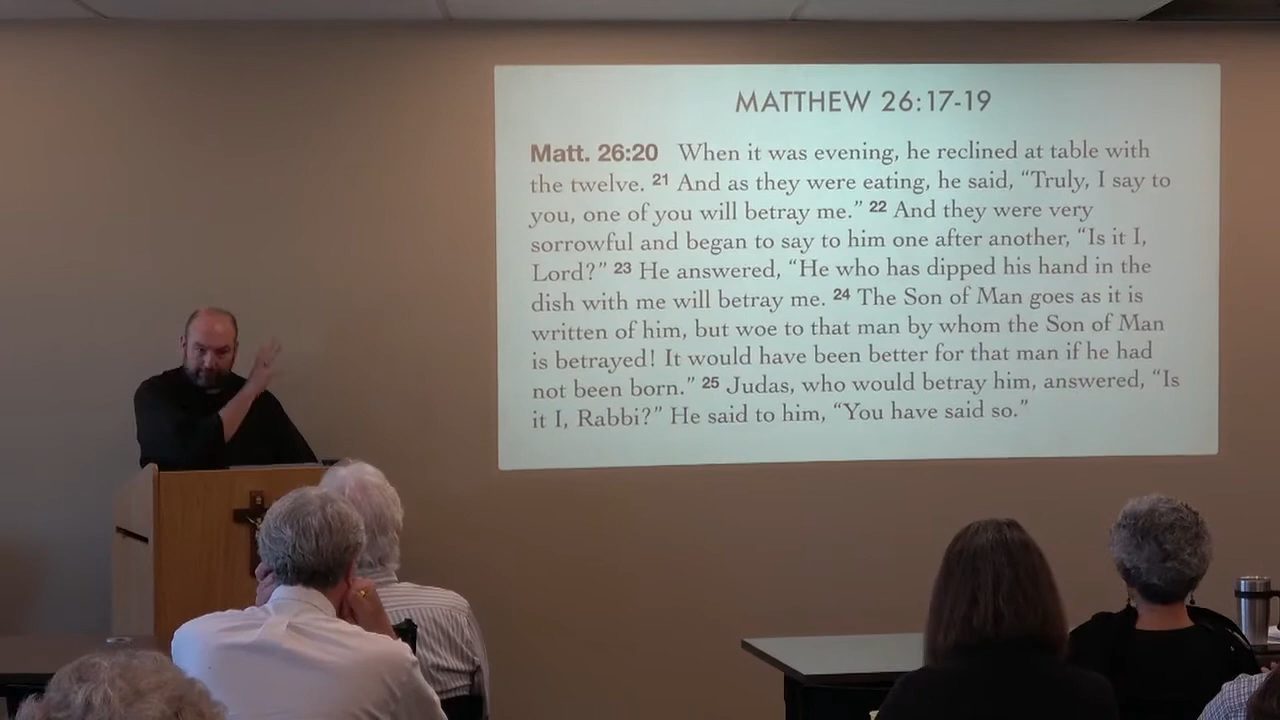 MATTHEW 26:17-19
Matt. 26:20 When it was evening, he reclined at table with
the twelve. 21 And as they were eating, he said, “Truly, I say to
you, one of you will betray me.” 22 And they were very
sorrowful and began to say to him one after another, “Is it I,
Lord?” 23 He answered, “He who has dipped his hand in the
dish with me will betray me. 24 The Son of Man goes as it is
written of him, but woe to that man by whom the Son of Man
is betrayed! It would have been better for that man if he had
not been born.” 25 Judas, who would betray him, answered, “Is
it I, Rabbi?” He said to him, “You have said so.”